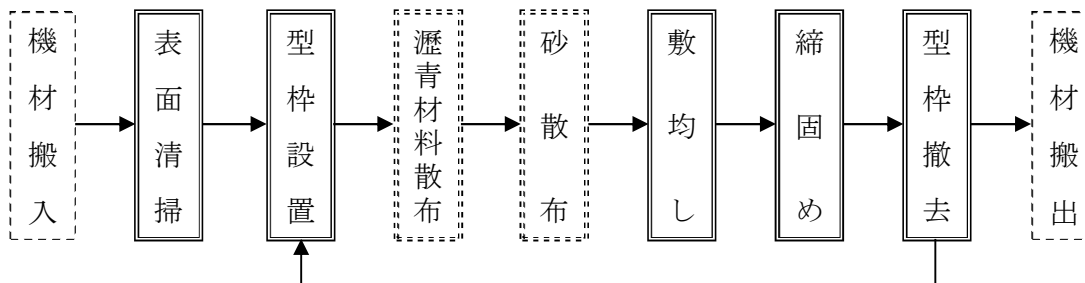 機材搬入
表面清掃
型枠設置
瀝青材料散布
砂散布
敷均し
締固め
型枠撤去
機材搬出